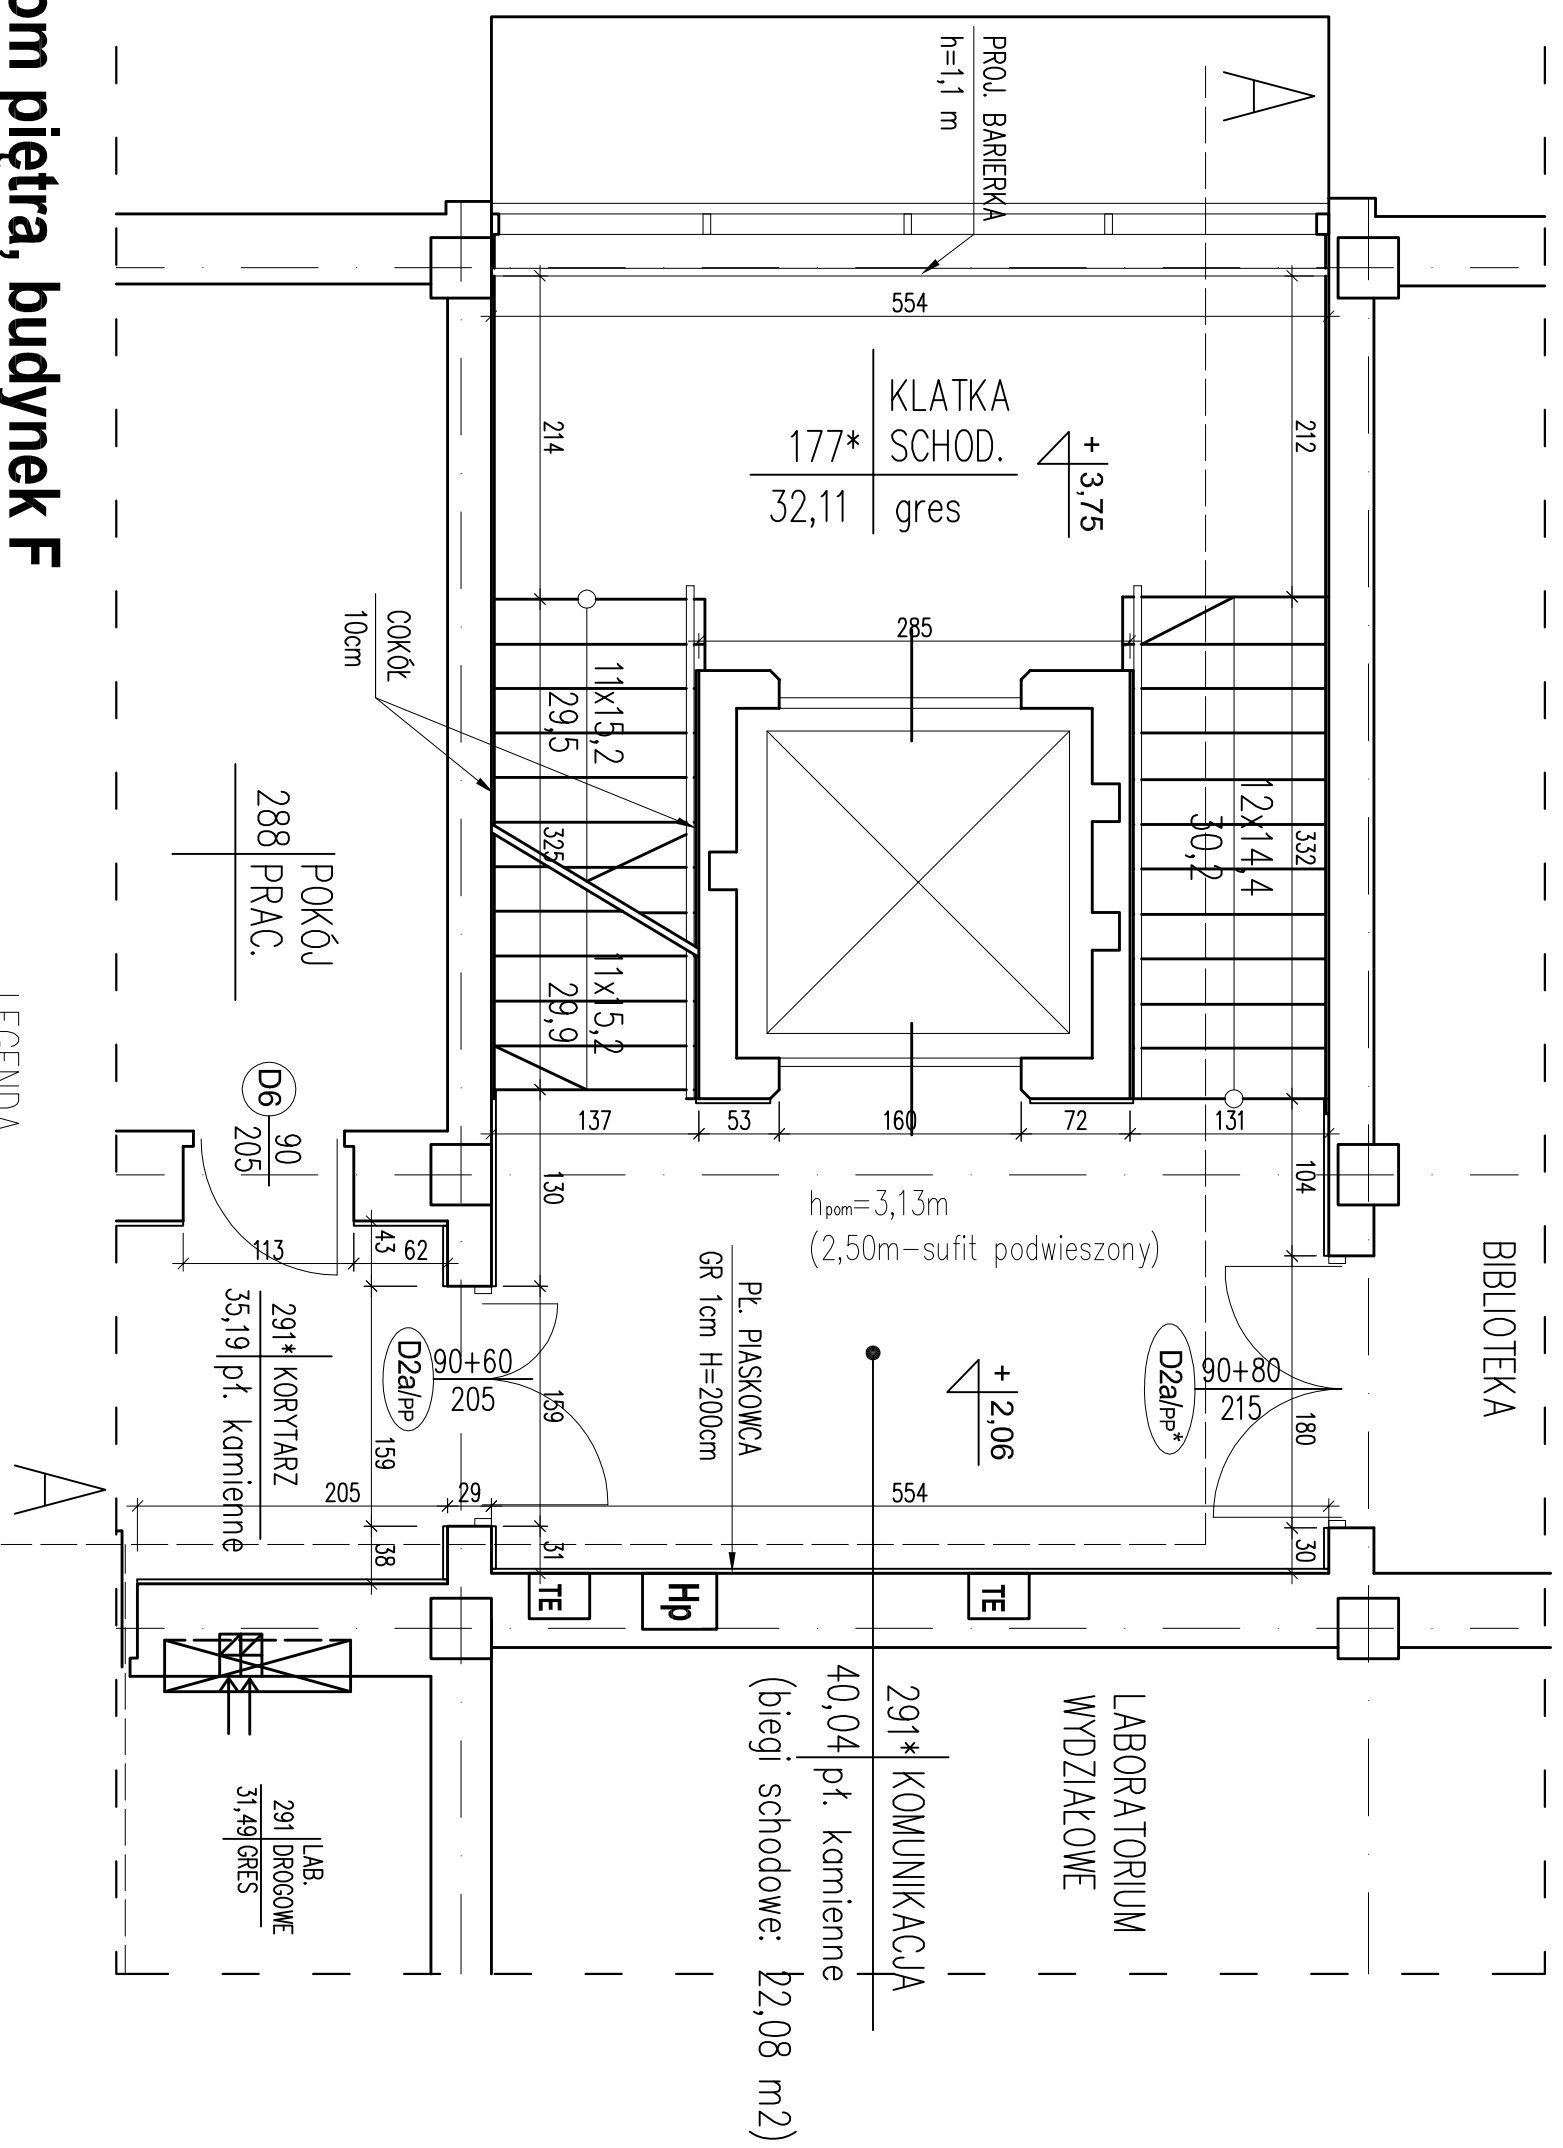 om piętra, budynek F
PROJ. BARIERKA
h=1,1 m
A
554
214
212
KLATKA
177* SCHOD.
32,11 gres
+
3,75
285
COKÓŁ
10cm
11x15,2
29,5
325
11x15,2
29,9
12x14,4
30,2
332
POKÓJ
288 PRAC.
LEGENDA
D6 90
205
137
53
160
72
131
130
104
43
62
113
hpom=3,13m
(2,50m-sufit podwieszony)
BIBLIOTEKA
PŁ. PIASKOWCA
GR 1cm H=200cm
291* KORYTARZ
35,19 pł. kamienne
D2a/PP 90+60
205
159
159
+
2,06
D2a/PP* 90+80
215
180
A
205
29
554
38
31
30
TE
Hp
TE
291* KOMUNIKACJA
40,04 pł. kamienne
(biegi schodowe: 22,08 m2)
LABORATORIUM
WYDZIAŁOWE
LAB.
291 DROGOWE
31,49 GRES